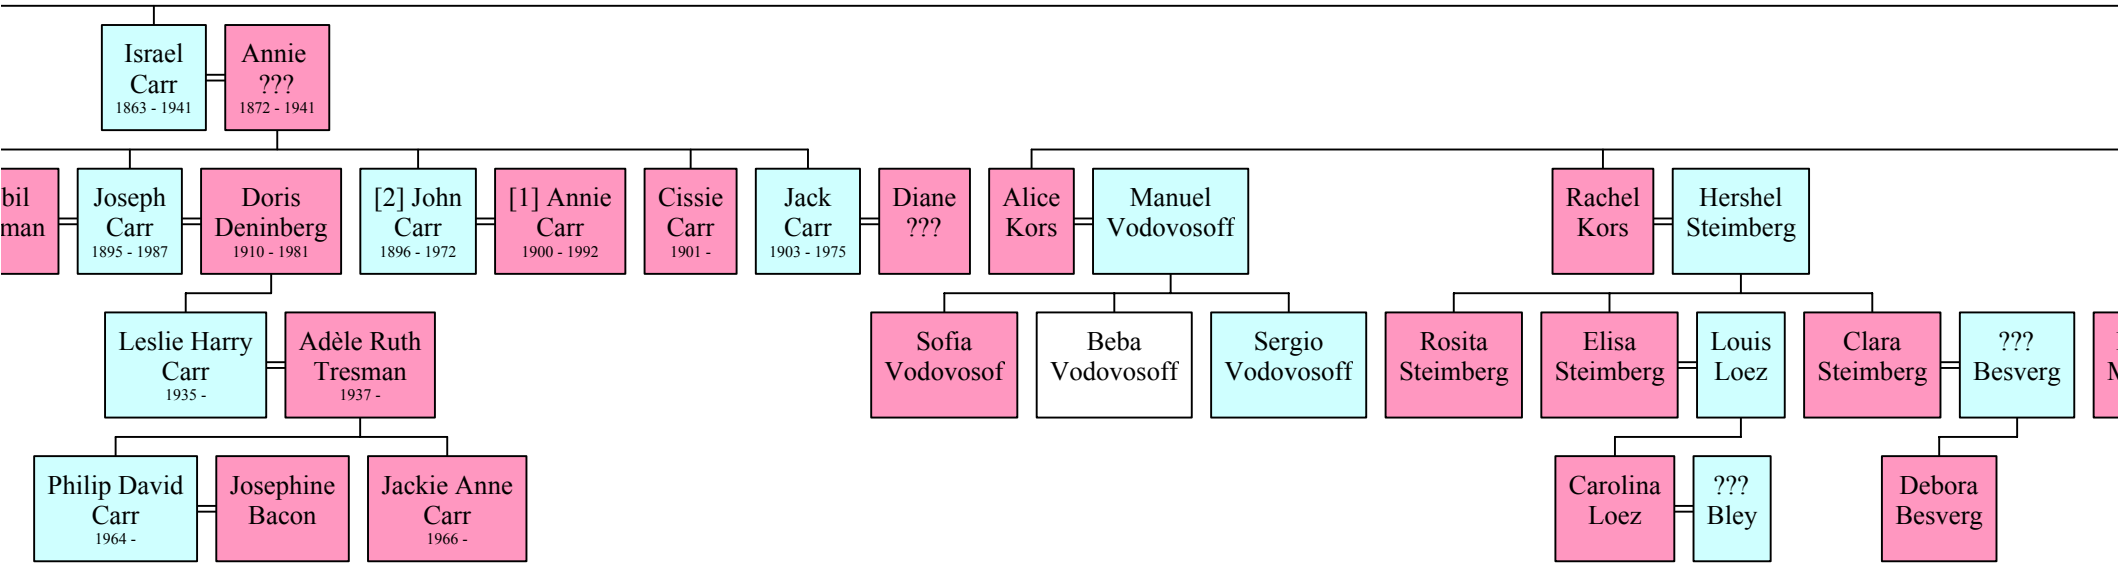 Israel
Carr
1863 - 1941
Annie
???
1872 - 1941
bil
man
Joseph
Carr
1895 - 1987
Doris
Deninberg
1910 - 1981
[2] John
Carr
1896 - 1972
[1] Annie
Carr
1900 - 1992
Cissie
Carr
1901 -
Jack
Carr
1903 - 1975
Diane
???
Alice
Kors
Manuel
Vodovosoff
Rachel
Kors
Hershel
Steimberg
Leslie Harry
Carr
1935 -
Adèle Ruth
Tresman
1937 -
Sofia
Vodovosof
Beba
Vodovosoff
Sergio
Vodovosoff
Rosita
Steimberg
Elisa
Steimberg
Louis
Loez
Clara
Steimberg
???
Besverg
Philip David
Carr
1964 -
Josephine
Bacon
Jackie Anne
Carr
1966 -
Carolina
Loez
???
Bley
Debora
Besverg